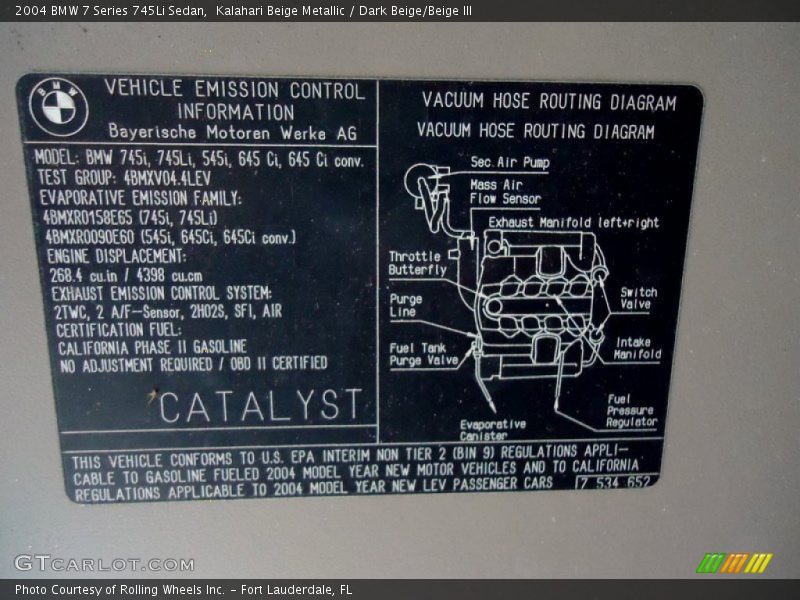 2004 BMW 7 Series 745Li Sedan, Kalahari Beige Metallic / Dark Beige/Beige III
BMW
VEHICLE EMISSION CONTROL
INFORMATION
Bayerische Motoren Werke AG
MODEL: BMW 745i, 745Li, 545i, 645 Ci, 645 Ci conv.
TEST GROUP: 4BMXV04.4LEV
EVAPORATIVE EMISSION FAMILY:
4BMXR0158E65 (745i, 745Li)
4BMXR0090E60 (545i, 645Ci, 645Ci conv.)
ENGINE DISPLACEMENT:
268.4 cu.in / 4398 cu.cm
EXHAUST EMISSION CONTROL SYSTEM:
2TWC, 2 A/F-Sensor, 2HO2S, SFI, AIR
CERTIFICATION FUEL:
CALIFORNIA PHASE II GASOLINE
NO ADJUSTMENT REQUIRED / OBD II CERTIFIED
CATALYST
VACUUM HOSE ROUTING DIAGRAM
VACUUM HOSE ROUTING DIAGRAM
Sec.Air Pump
Mass Air
Flow Sensor
Exhaust Manifold left+right
Throttle
Butterfly
Purge
Line
Fuel Tank
Purge Valve
Switch
Valve
Intake
Manifold
Fuel
Pressure
Regulator
Evaporative
Canister
THIS VEHICLE CONFORMS TO U.S. EPA INTERIM NON TIER 2 (BIN 9) REGULATIONS APPLI-
CABLE TO GASOLINE FUELED 2004 MODEL YEAR NEW MOTOR VEHICLES AND TO CALIFORNIA
REGULATIONS APPLICABLE TO 2004 MODEL YEAR NEW LEV PASSENGER CARS 7 534 652
GTCARLOT.COM
Photo Courtesy of Rolling Wheels Inc. – Fort Lauderdale, FL